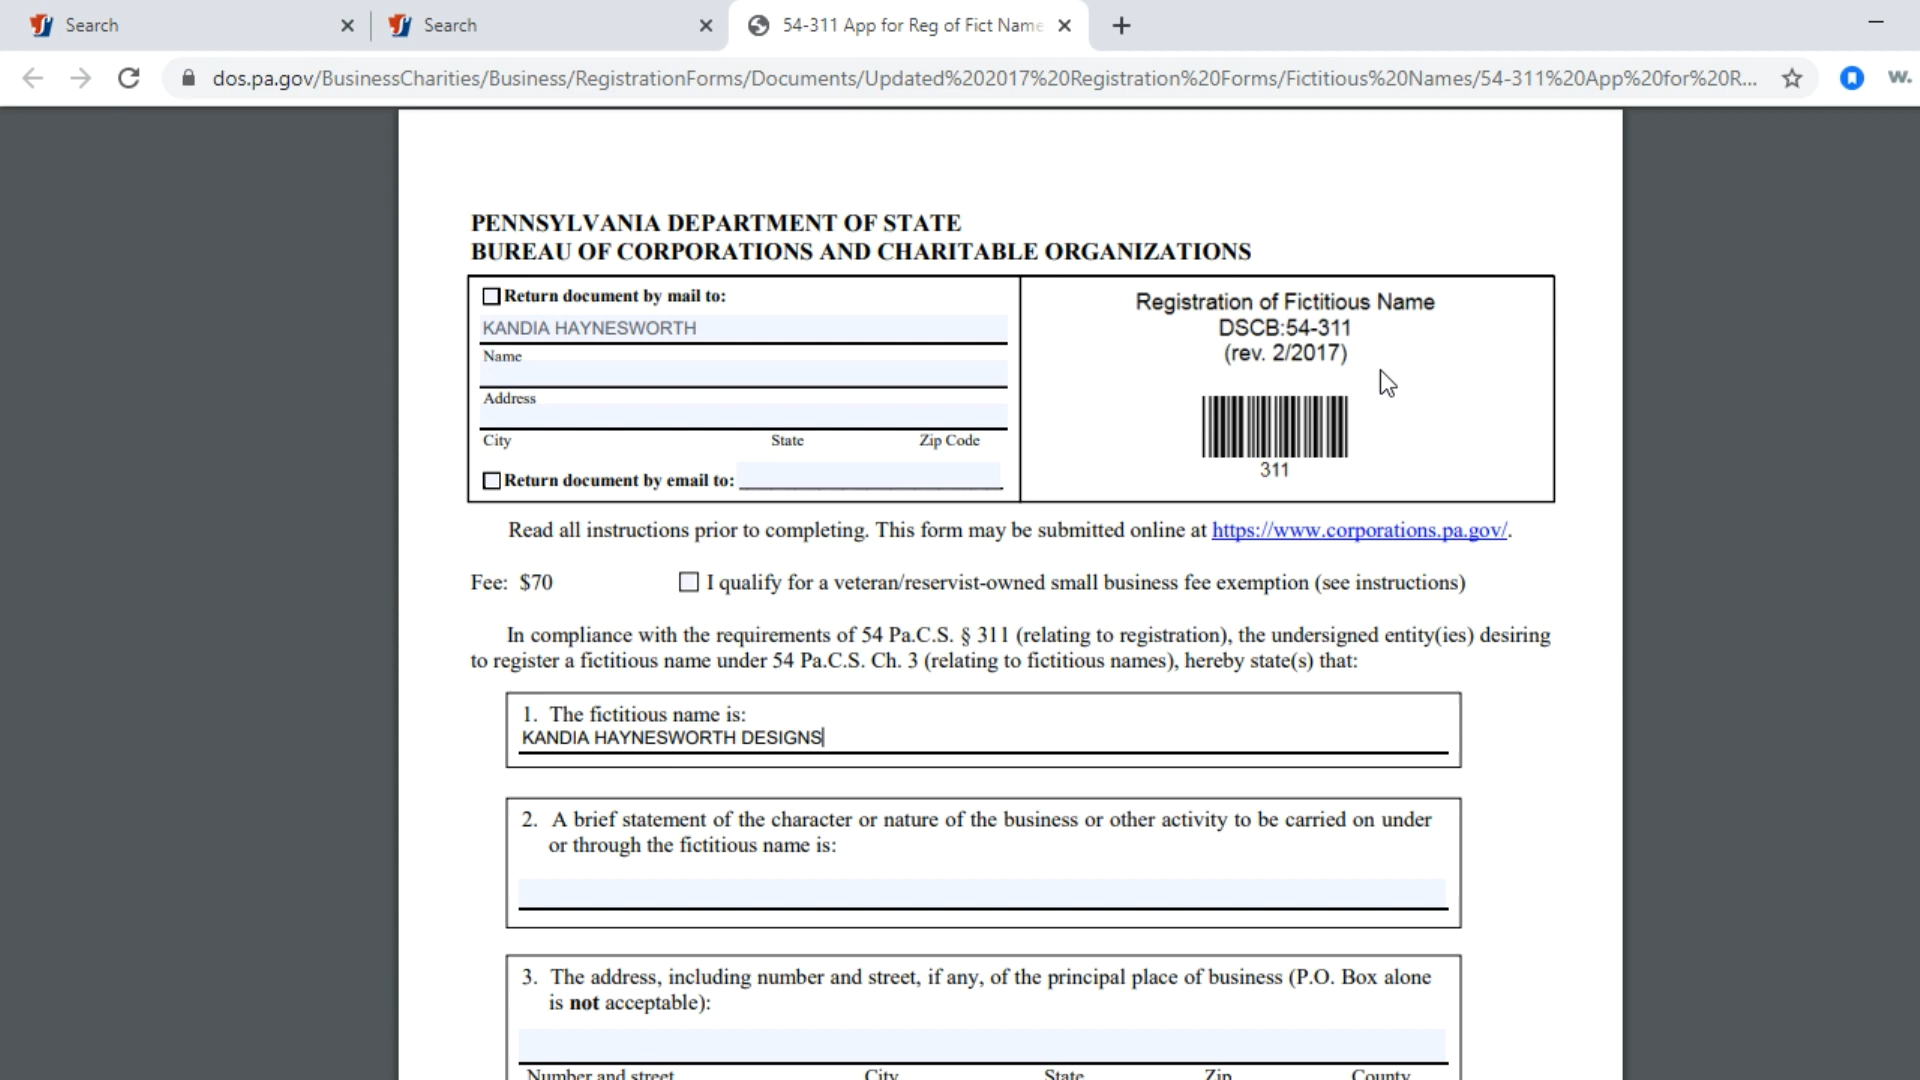 Search
Search
54-311 App for Reg of Fict Name
dos.pa.gov/BusinessCharities/Business/RegistrationForms/Documents/Updated%202017%20Registration%20Forms/Fictitious%20Names/54-311%20App%20for%20R...
w.
PENNSYLVANIA DEPARTMENT OF STATE
BUREAU OF CORPORATIONS AND CHARITABLE ORGANIZATIONS
Return document by mail to:
KANDIA HAYNESWORTH
Name
Address
City State Zip Code
Return document by email to:
Registration of Fictitious Name
DSCB:54-311
(rev. 2/2017)
311
Read all instructions prior to completing. This form may be submitted online at https://www.corporations.pa.gov/.
Fee: $70 I qualify for a veteran/reservist-owned small business fee exemption (see instructions)
In compliance with the requirements of 54 Pa.C.S. § 311 (relating to registration), the undersigned entity(ies) desiring
to register a fictitious name under 54 Pa.C.S. Ch. 3 (relating to fictitious names), hereby state(s) that:
1. The fictitious name is:
KANDIA HAYNESWORTH DESIGNS
2. A brief statement of the character or nature of the business or other activity to be carried on under
or through the fictitious name is:
3. The address, including number and street, if any, of the principal place of business (P.O. Box alone
is not acceptable):
Number and street City State Zip County